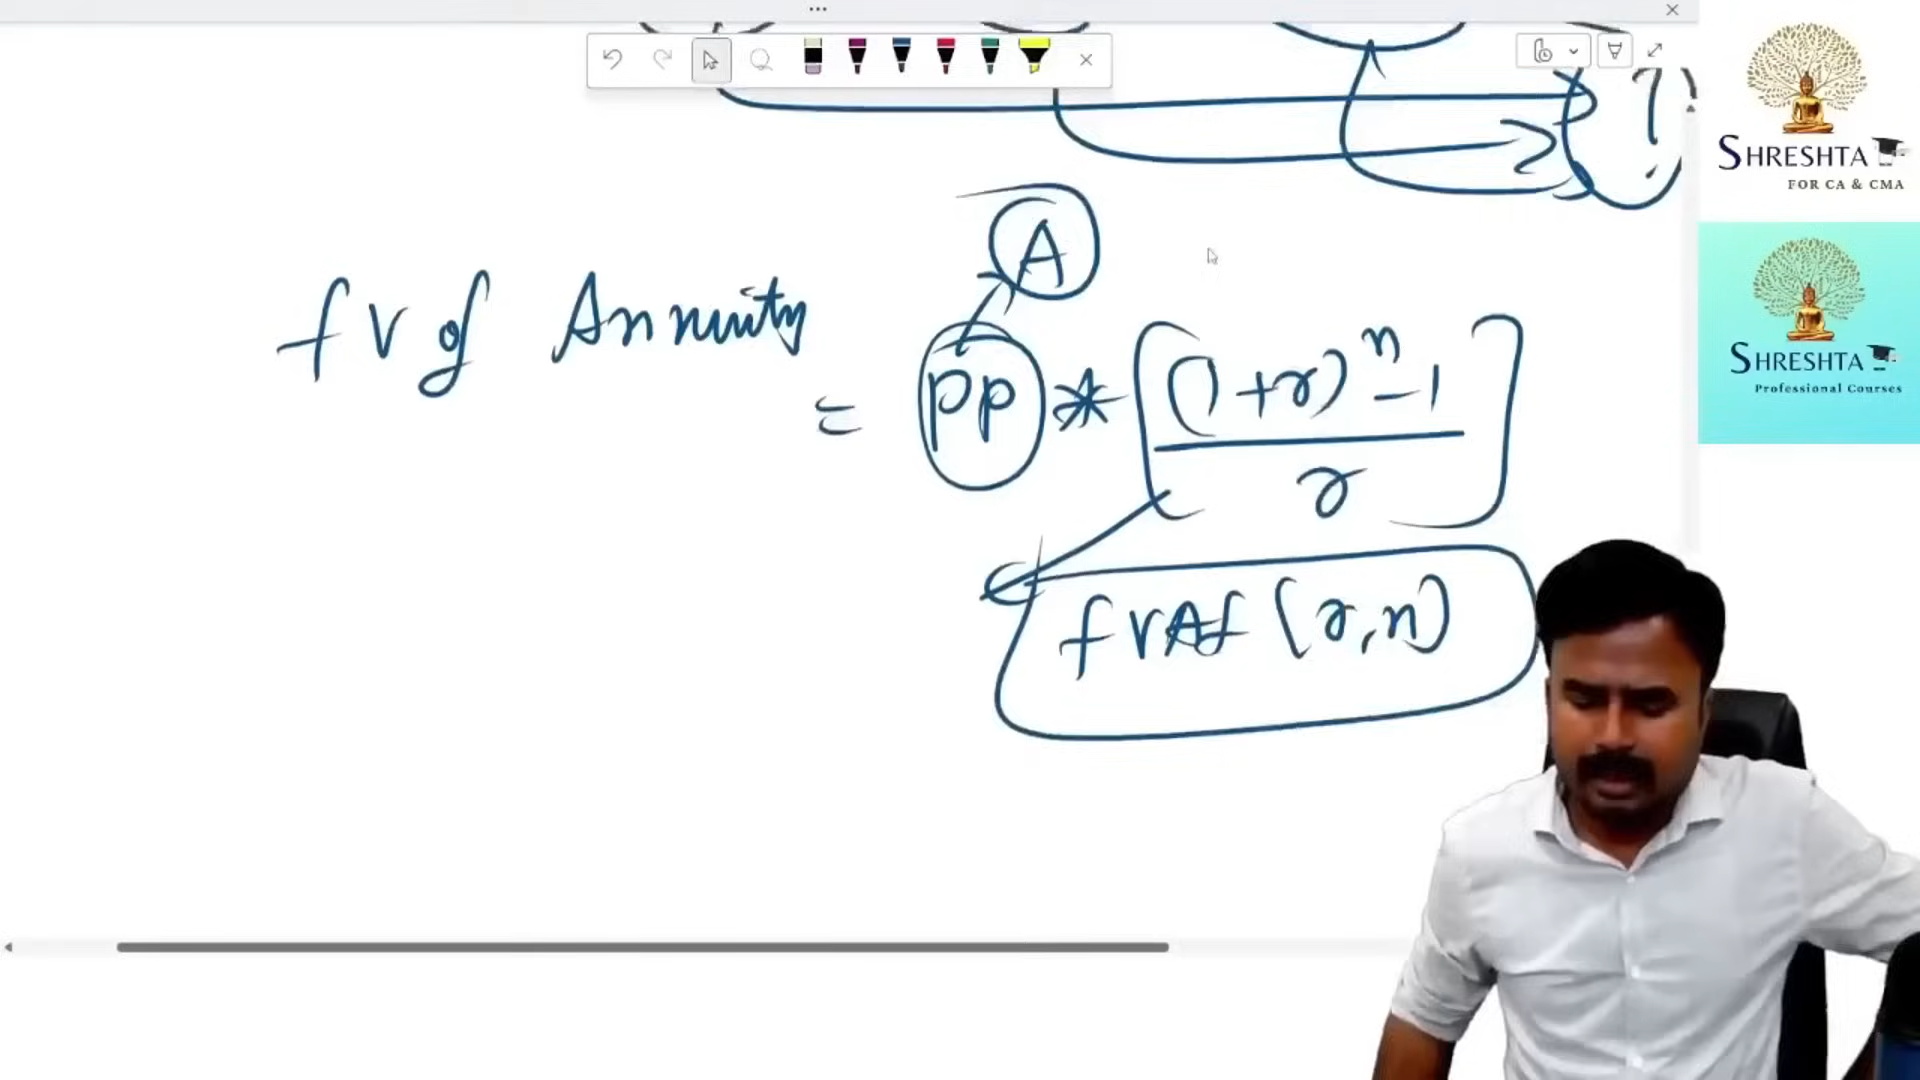 ?
A
fv of Annuity
= PP * [(1+r)^n-1
r]
fvAf (r,n)
SHRESHTA
FOR CA & CMA
SHRESHTA
Professional Courses